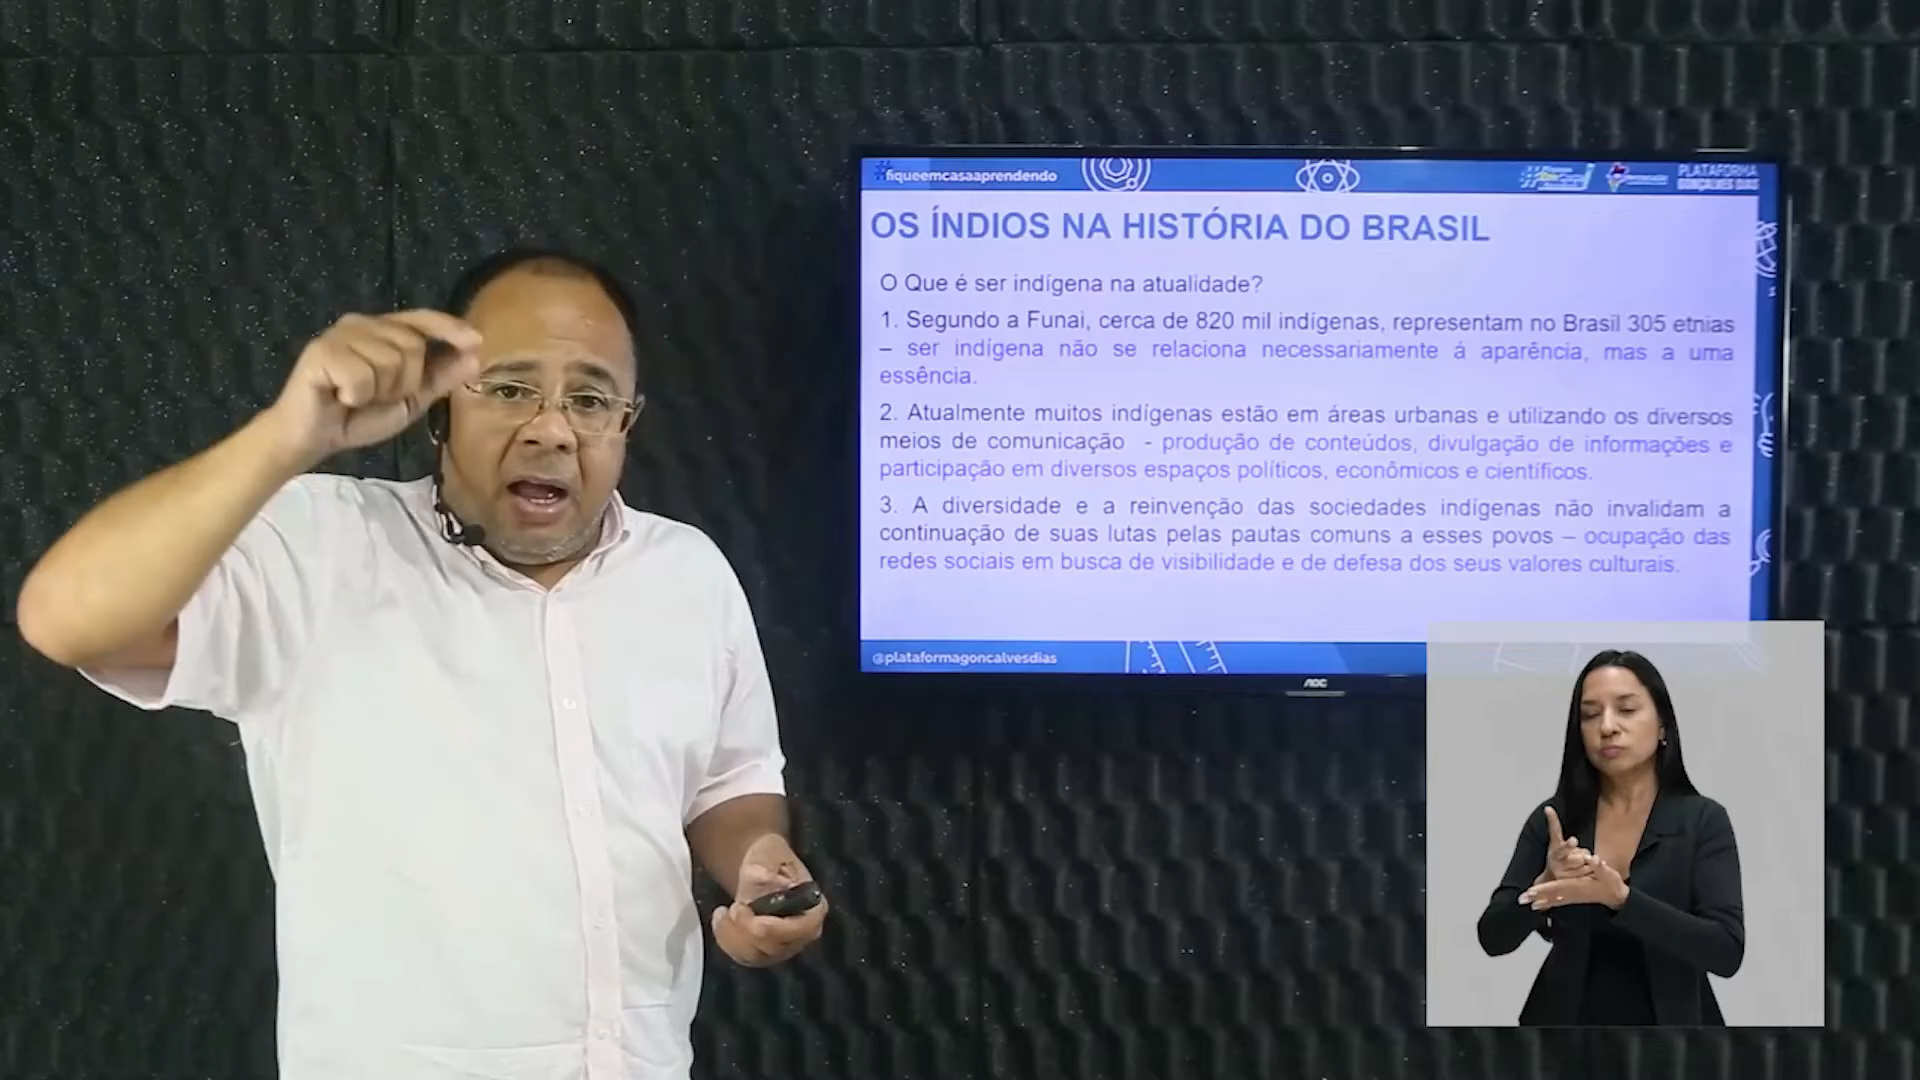 #fiqueemcasaaprendendo
PLATAFORMA
GONÇALVES DIAS
OS ÍNDIOS NA HISTÓRIA DO BRASIL
O Que é ser indígena na atualidade?
1. Segundo a Funai, cerca de 820 mil indígenas, representam no Brasil 305 etnias
– ser indígena não se relaciona necessariamente á aparência, mas a uma
essência.
2. Atualmente muitos indígenas estão em áreas urbanas e utilizando os diversos
meios de comunicação - produção de conteúdos, divulgação de informações e
participação em diversos espaços políticos, econômicos e científicos.
3. A diversidade e a reinvenção das sociedades indígenas não invalidam a
continuação de suas lutas pelas pautas comuns a esses povos – ocupação das
redes sociais em busca de visibilidade e de defesa dos seus valores culturais.
@plataformagoncalvesdias
AOC